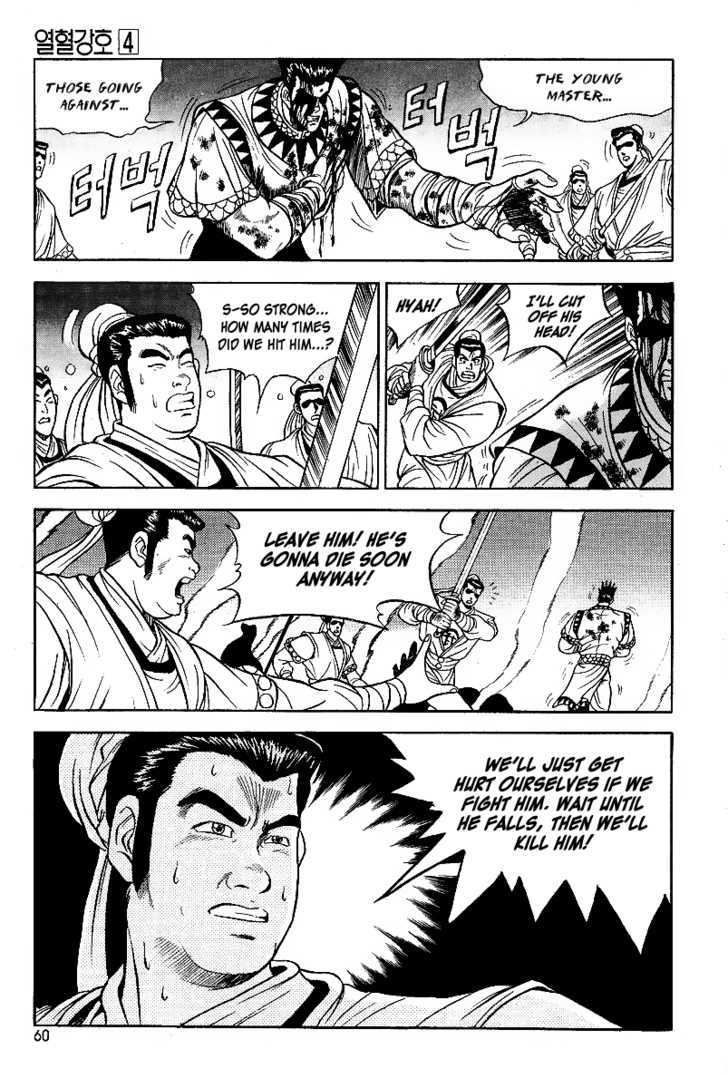 열혈강호 4
THOSE GOING
AGAINST...
THE YOUNG
MASTER...
터벅
터벅
S-SO STRONG...
HOW MANY TIMES
DID WE HIT HIM...?
HYAH!
I'LL CUT
OFF HIS
HEAD!
LEAVE HIM! HE'S
GONNA DIE SOON
ANYWAY!
WE'LL JUST GET
HURT OURSELVES IF WE
FIGHT HIM. WAIT UNTIL
HE FALLS, THEN WE'LL
KILL HIM!
60